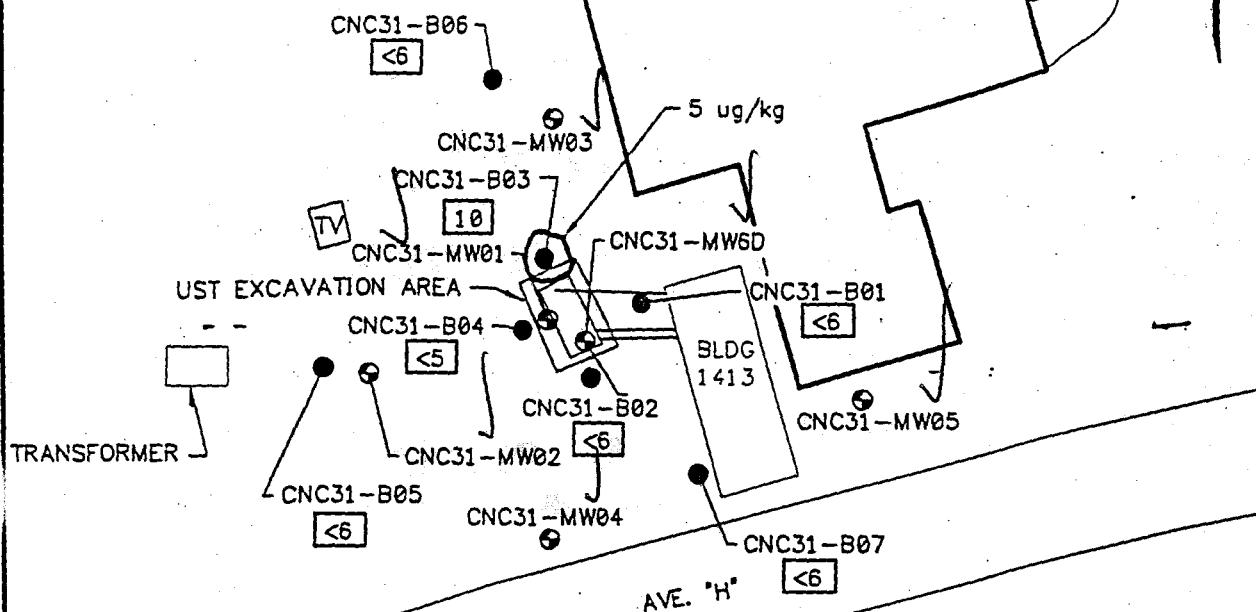 CNC31-B06
<6
5 ug/kg
CNC31-MW03
CNC31-B03
10
TV
CNC31-MW01
CNC31-MW6D
UST EXCAVATION AREA
CNC31-B01
<6
CNC31-B04
<5
BLDG
1413
CNC31-B02
<6
CNC31-MW05
TRANSFORMER
CNC31-MW02
CNC31-B05
<6
CNC31-MW04
CNC31-B07
<6
AVE. "H"